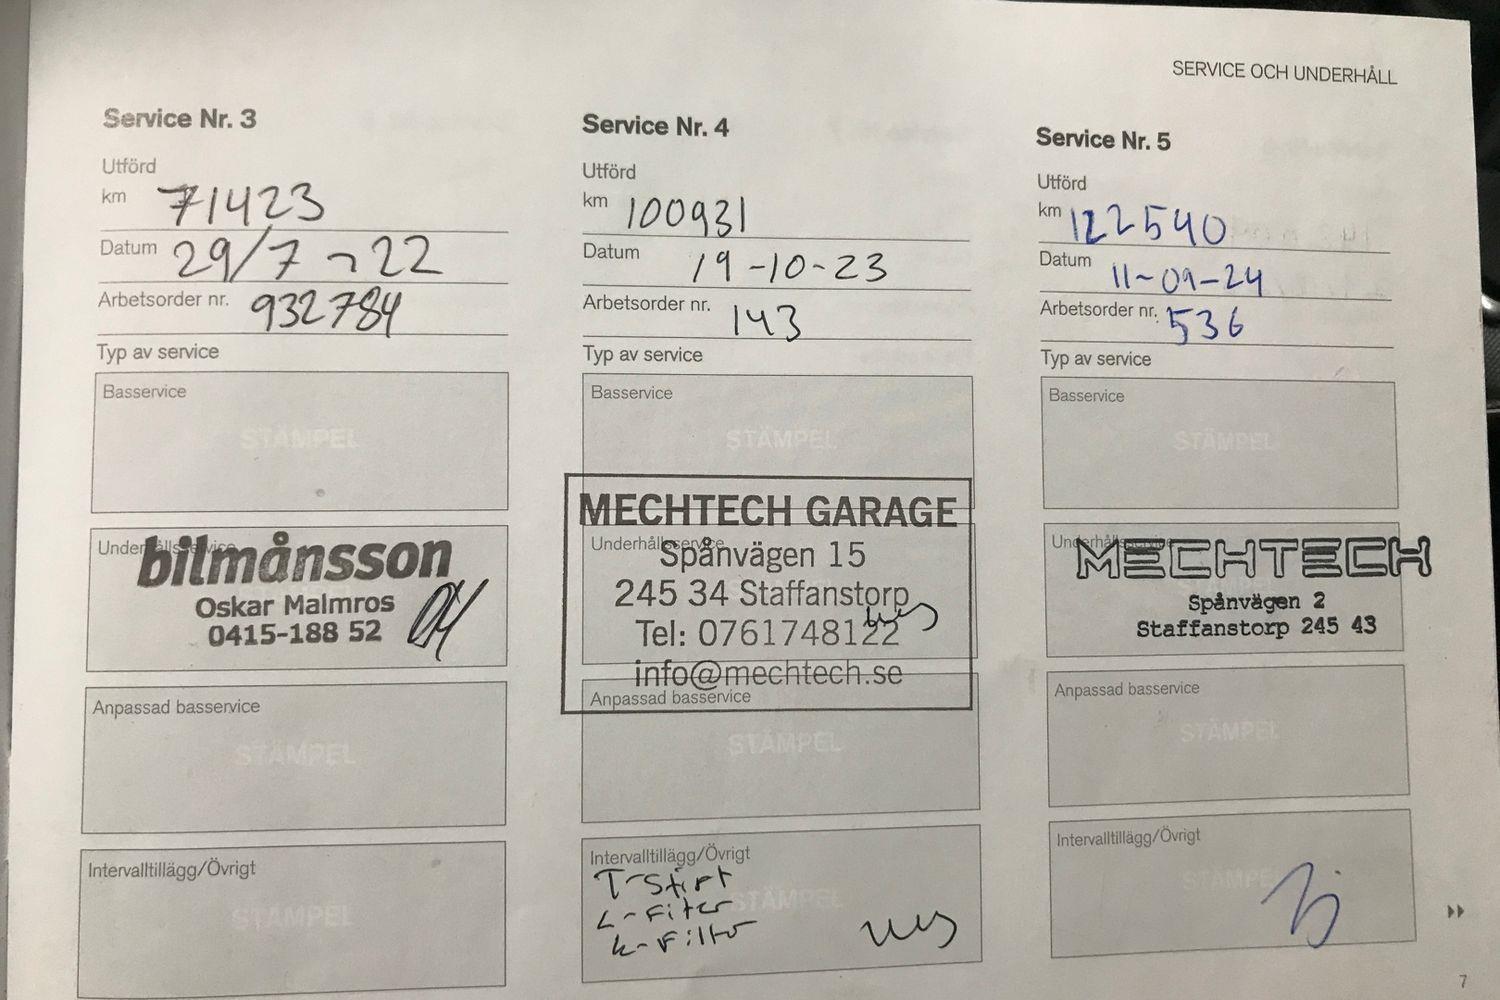 SERVICE OCH UNDERHÅLL
Service Nr. 3
Utförd
km 71423
Datum 29/7 -22
Arbetsorder nr. 932784
Typ av service
Basservice
STÄMPEL
Underhållsservice
bilmånsson
Oskar Malmros
0415-188 52
Anpassad basservice
STÄMPEL
Intervalltillägg/Övrigt
STÄMPEL
Service Nr. 4
Utförd
km 100931
Datum 19-10-23
Arbetsorder nr. 143
Typ av service
Basservice
STÄMPEL
MECHTECH GARAGE
Underhållsservice
Spånvägen 15
245 34 Staffanstorp
Tel: 0761748122
info@mechtech.se
Anpassad basservice
STÄMPEL
Intervalltillägg/Övrigt
STÄMPEL
L-Fiter
k-Filtr
Service Nr. 5
Utförd
km 122540
Datum 11-09-24
Arbetsorder nr. 536
Typ av service
Basservice
STÄMPEL
Underhållsservice
MECHTECH
Spånvägen 2
Staffanstorp 245 43
Anpassad basservice
STÄMPEL
Intervalltillägg/Övrigt
STÄMPEL
7